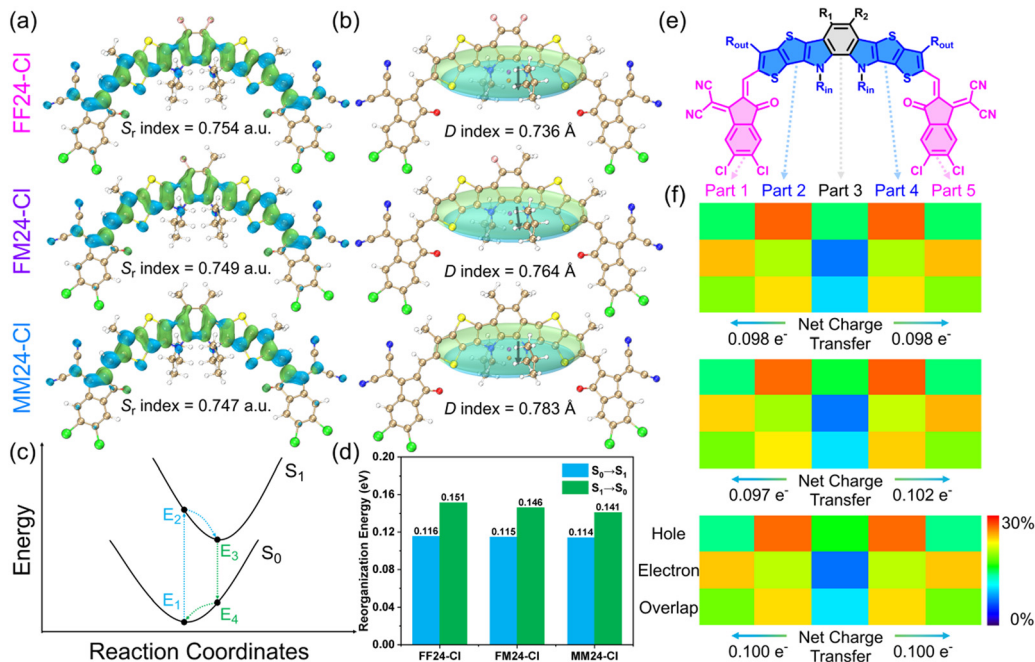 (a)
FF24-Cl
Sr index = 0.754 a.u.
FM24-Cl
Sr index = 0.749 a.u.
MM24-Cl
Sr index = 0.747 a.u.
(b)
D index = 0.736 Å
D index = 0.764 Å
D index = 0.783 Å
(c)
Energy
S1
E2
E3
S0
E1
E4
Reaction Coordinates
(d)
Reorganization Energy (eV)
0.20
0.16
0.12
0.08
0.04
0.00
S0→S1
S1→S0
0.116
0.151
0.115
0.146
0.114
0.141
FF24-Cl
FM24-Cl
MM24-Cl
(e)
R1 R2
Rout S S S S Rout
N N
Rin Rin
NC CN
CN NC
O O
Cl Cl Cl Cl
Part 1 Part 2 Part 3 Part 4 Part 5
(f)
Net Charge
0.098 e- Transfer 0.098 e-
Net Charge
0.097 e- Transfer 0.102 e-
Hole
Electron
Overlap
30%
0%
Net Charge
0.100 e- Transfer 0.100 e-